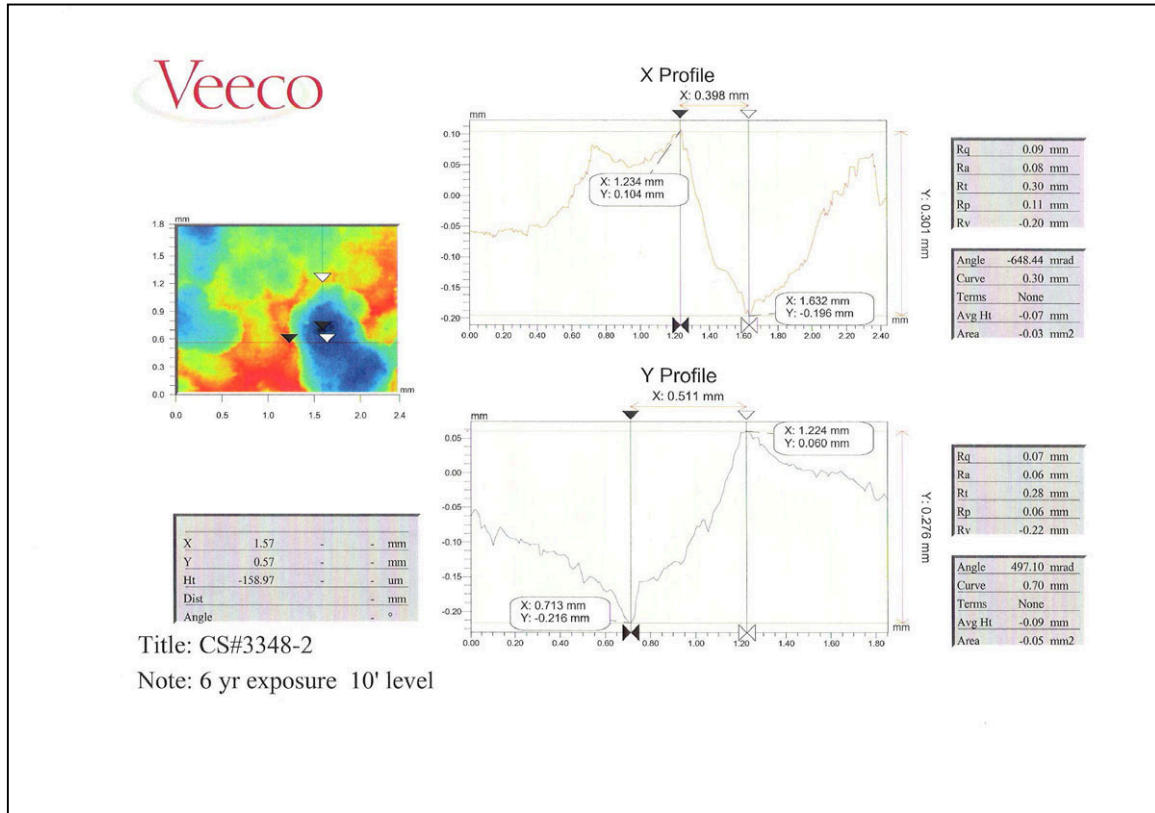 Veeco
X Profile
X: 0.398 mm
mm
0.10
0.05
0.00
-0.05
-0.10
-0.15
-0.20
X: 1.234 mm
Y: 0.104 mm
X: 1.632 mm
Y: -0.196 mm
mm
0.00 0.20 0.40 0.60 0.80 1.00 1.20 1.40 1.60 1.80 2.00 2.20 2.40
Y: 0.301 mm
Rq 0.09 mm
Ra 0.08 mm
Rt 0.30 mm
Rp 0.11 mm
Rv -0.20 mm
Angle -648.44 mrad
Curve 0.30 mm
Terms None
Avg Ht -0.07 mm
Area -0.03 mm2
mm
1.8
1.5
1.2
0.9
0.6
0.3
0.0
mm
0.0 0.5 1.0 1.5 2.0 2.4
Y Profile
X: 0.511 mm
mm
0.05
0.00
-0.05
-0.10
-0.15
-0.20
X: 1.224 mm
Y: 0.060 mm
X: 0.713 mm
Y: -0.216 mm
mm
0.00 0.20 0.40 0.60 0.80 1.00 1.20 1.40 1.60 1.80
Y: 0.276 mm
Rq 0.07 mm
Ra 0.06 mm
Rt 0.28 mm
Rp 0.06 mm
Rv -0.22 mm
Angle 497.10 mrad
Curve 0.70 mm
Terms None
Avg Ht -0.09 mm
Area -0.05 mm2
X 1.57 - - mm
Y 0.57 - - mm
Ht -158.97 - - um
Dist - mm
Angle - °
Title: CS#3348-2
Note: 6 yr exposure 10' level